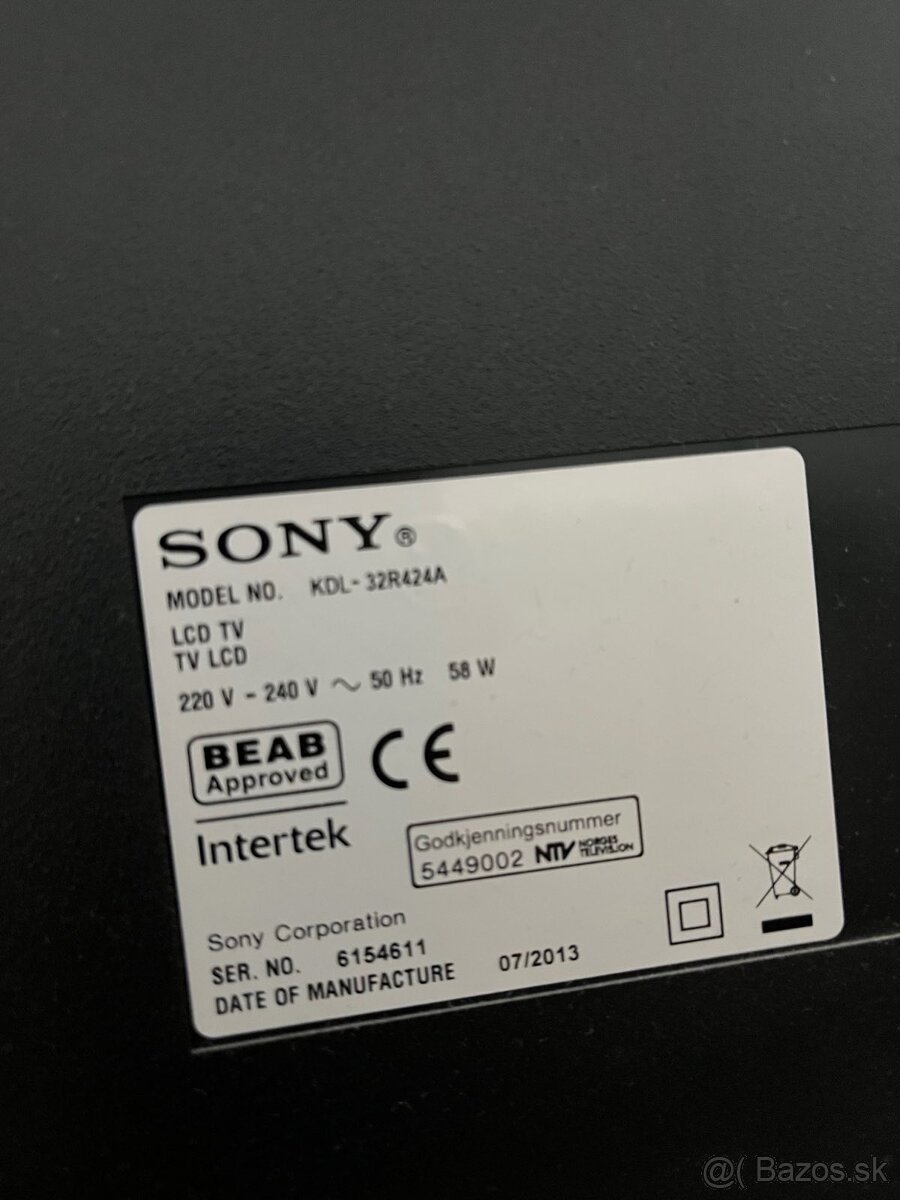 SONY®
MODEL NO. KDL-32R424A
LCD TV
TV LCD
220 V - 240 V ~ 50 Hz 58 W
BEAB
Approved
CE
Intertek
Godkjenningsnummer
5449002 NTV NORGES TELEVISJON
Sony Corporation
SER. NO. 6154611
DATE OF MANUFACTURE 07/2013
@( Bazos.sk